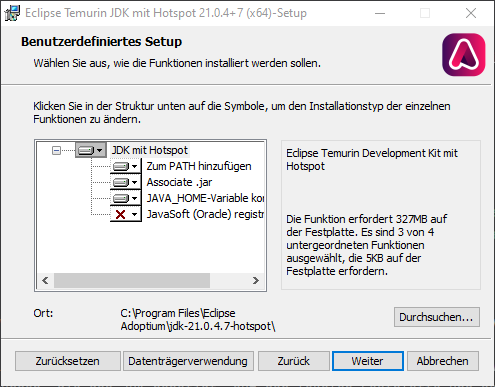 Eclipse Temurin JDK mit Hotspot 21.0.4+7 (x64)-Setup
Benutzerdefiniertes Setup
Wählen Sie aus, wie die Funktionen installiert werden sollen.
Klicken Sie in der Struktur unten auf die Symbole, um den Installationstyp der einzelnen
Funktionen zu ändern.
JDK mit Hotspot
Zum PATH hinzufügen
Associate .jar
JAVA_HOME-Variable kor
JavaSoft (Oracle) registr
Eclipse Temurin Development Kit mit
Hotspot
Die Funktion erfordert 327MB auf
der Festplatte. Es sind 3 von 4
untergeordneten Funktionen
ausgewählt, die 5KB auf der
Festplatte erfordern.
Ort:
C:\Program Files\Eclipse
Adoptium\jdk-21.0.4.7-hotspot\
Durchsuchen...
Zurücksetzen
Datenträgerverwendung
Zurück
Weiter
Abbrechen